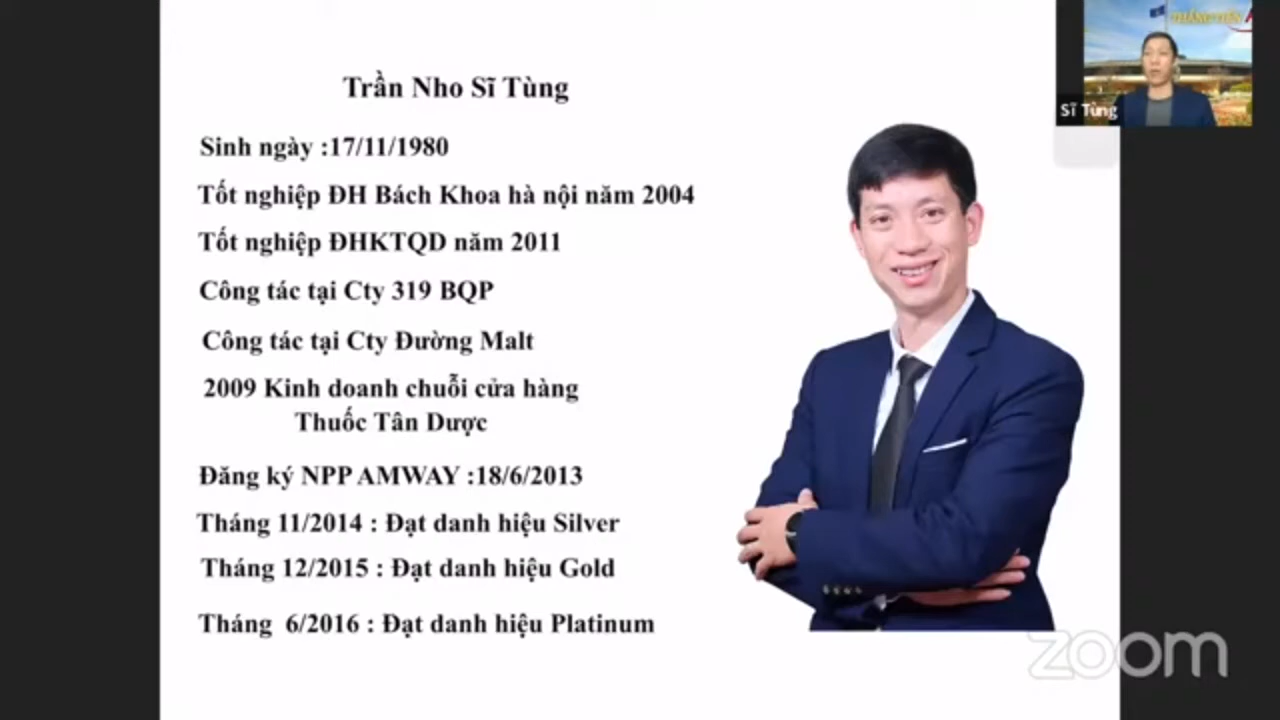 Trần Nho Sĩ Tùng
Sinh ngày :17/11/1980
Tốt nghiệp ĐH Bách Khoa hà nội năm 2004
Tốt nghiệp ĐHKTQD năm 2011
Công tác tại Cty 319 BQP
Công tác tại Cty Đường Malt
2009 Kinh doanh chuỗi cửa hàng
Thuốc Tân Dược
Đăng ký NPP AMWAY :18/6/2013
Tháng 11/2014 : Đạt danh hiệu Silver
Tháng 12/2015 : Đạt danh hiệu Gold
Tháng 6/2016 : Đạt danh hiệu Platinum
THẮNG TIẾN
Sĩ Tùng
zoom